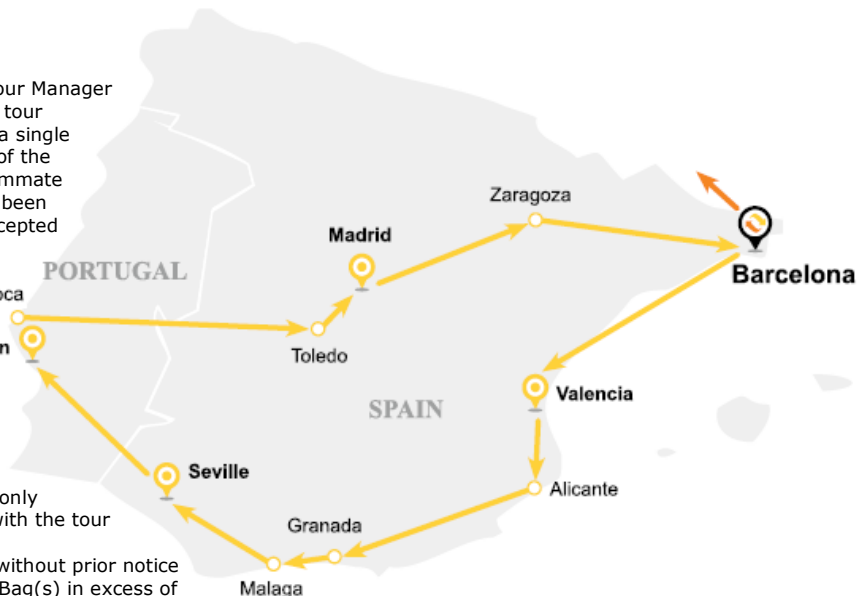 our Manager
tour
a single
of the
mmate
been
cepted
Zaragoza
Madrid
PORTUGAL
Barcelona
oca
n
Toledo
Valencia
SPAIN
Seville
Alicante
only
with the tour
Granada
without prior notice
Bag(s) in excess of
Malaga